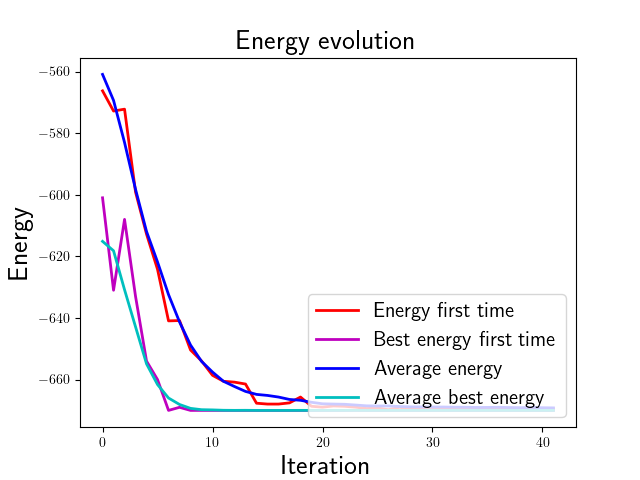 Energy evolution
Energy
−560
−580
−600
−620
−640
−660
0
10
20
30
40
Iteration
Energy first time
Best energy first time
Average energy
Average best energy